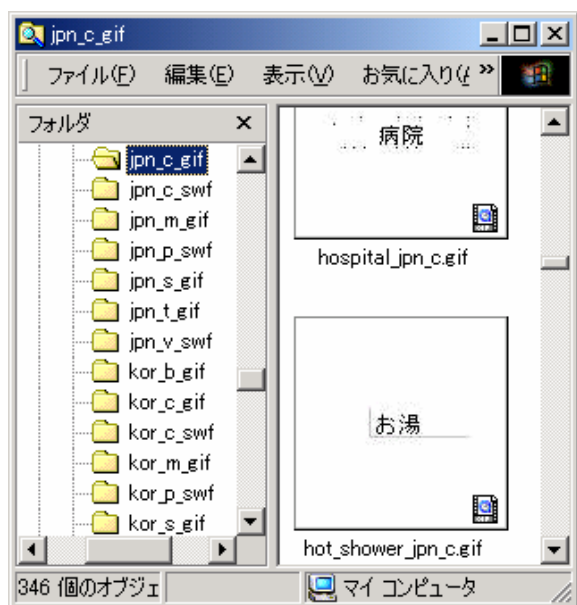 jpn_c_gif
ファイル(F) 編集(E) 表示(V) お気に入り(A »
フォルダ ×
jpn_c_gif
jpn_c_swf
jpn_m_gif
jpn_p_swf
jpn_s_gif
jpn_t_gif
jpn_v_swf
kor_b_gif
kor_c_gif
kor_c_swf
kor_m_gif
kor_p_swf
kor_s_gif
病院
hospital_jpn_c.gif
お湯
hot_shower_jpn_c.gif
346 個のオブジェ
マイ コンピュータ